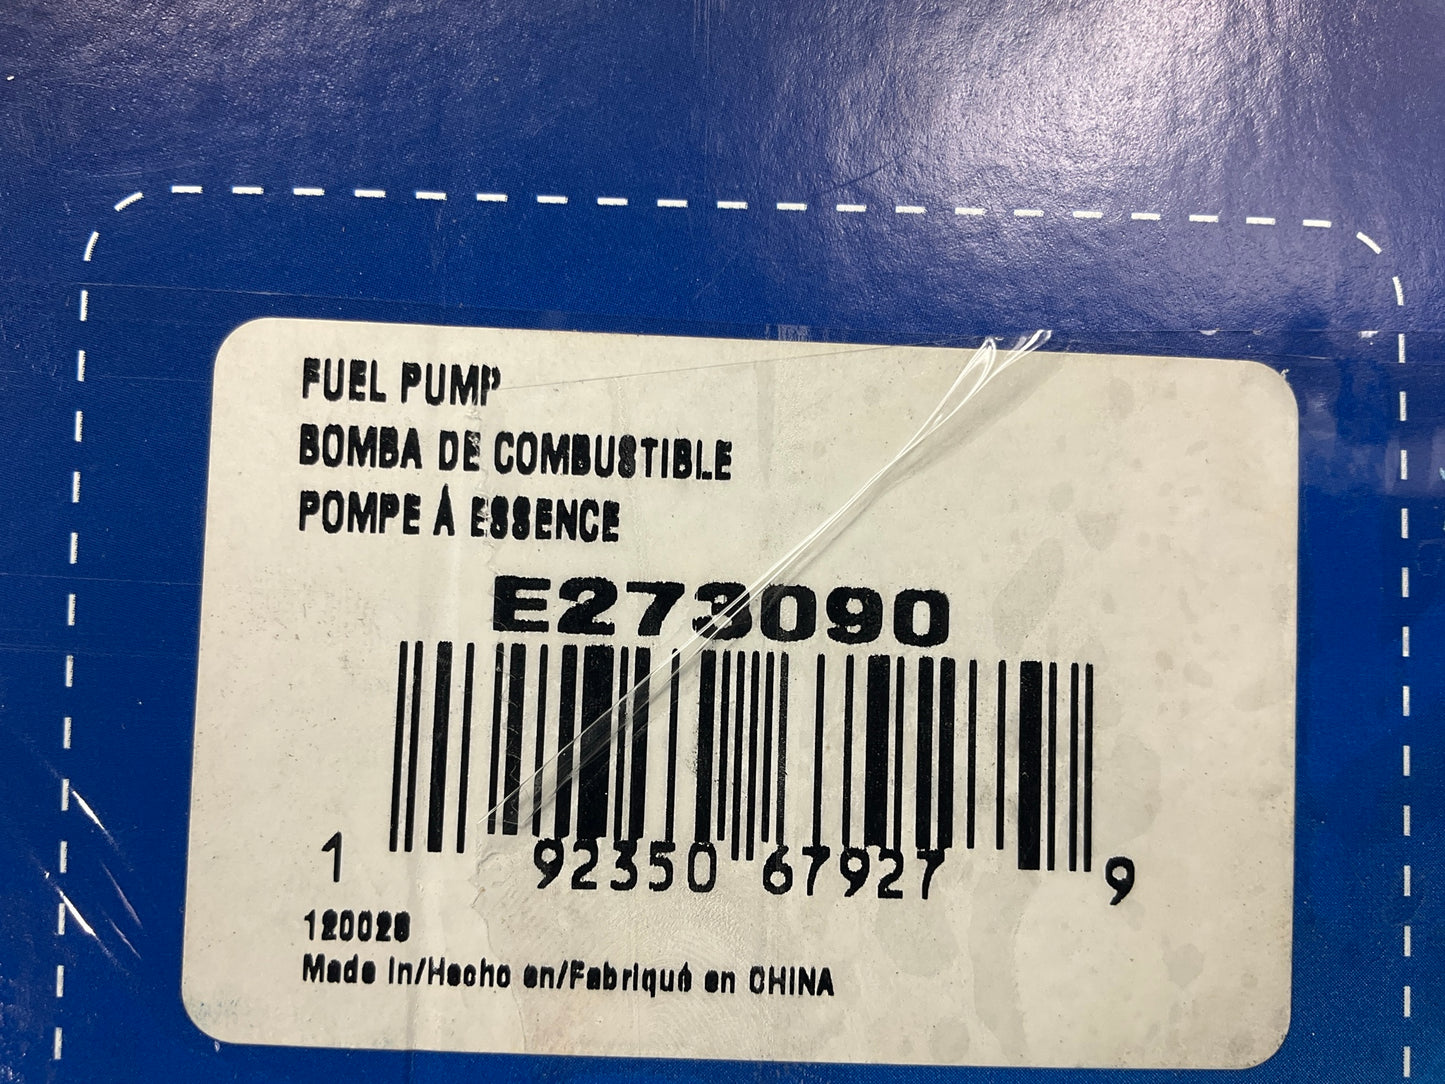 FUEL PUMP
BOMBA DE COMBUSTIBLE
POMPE À ESSENCE
E273090
1 92350 67927 9
120028
Made In/Hecho en/Fabriqué en CHINA